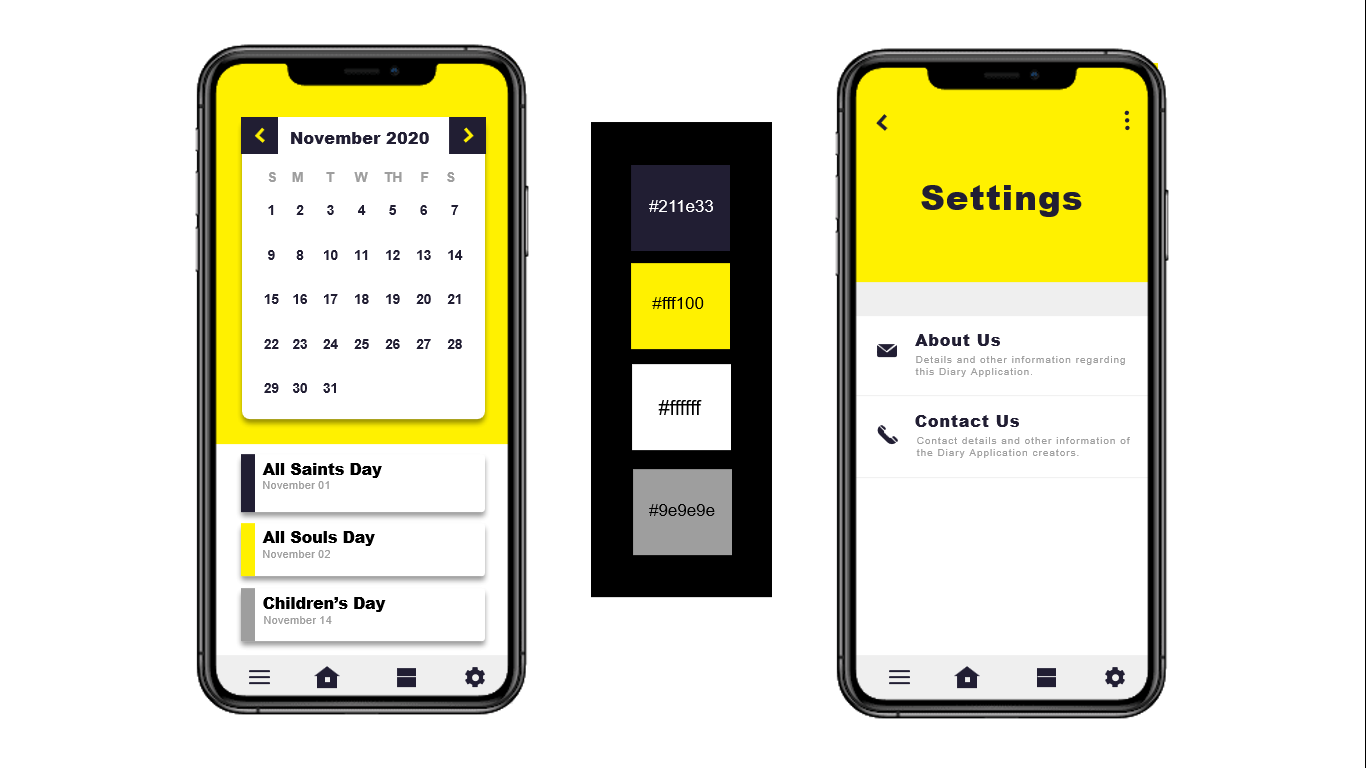 November 2020
S M T W TH F S
1 2 3 4 5 6 7
9 8 10 11 12 13 14
15 16 17 18 19 20 21
22 23 24 25 26 27 28
29 30 31
All Saints Day
November 01
All Souls Day
November 02
Children’s Day
November 14
#211e33
#fff100
#ffffff
#9e9e9e
Settings
About Us
Details and other information regarding
this Diary Application.
Contact Us
Contact details and other information of
the Diary Application creators.